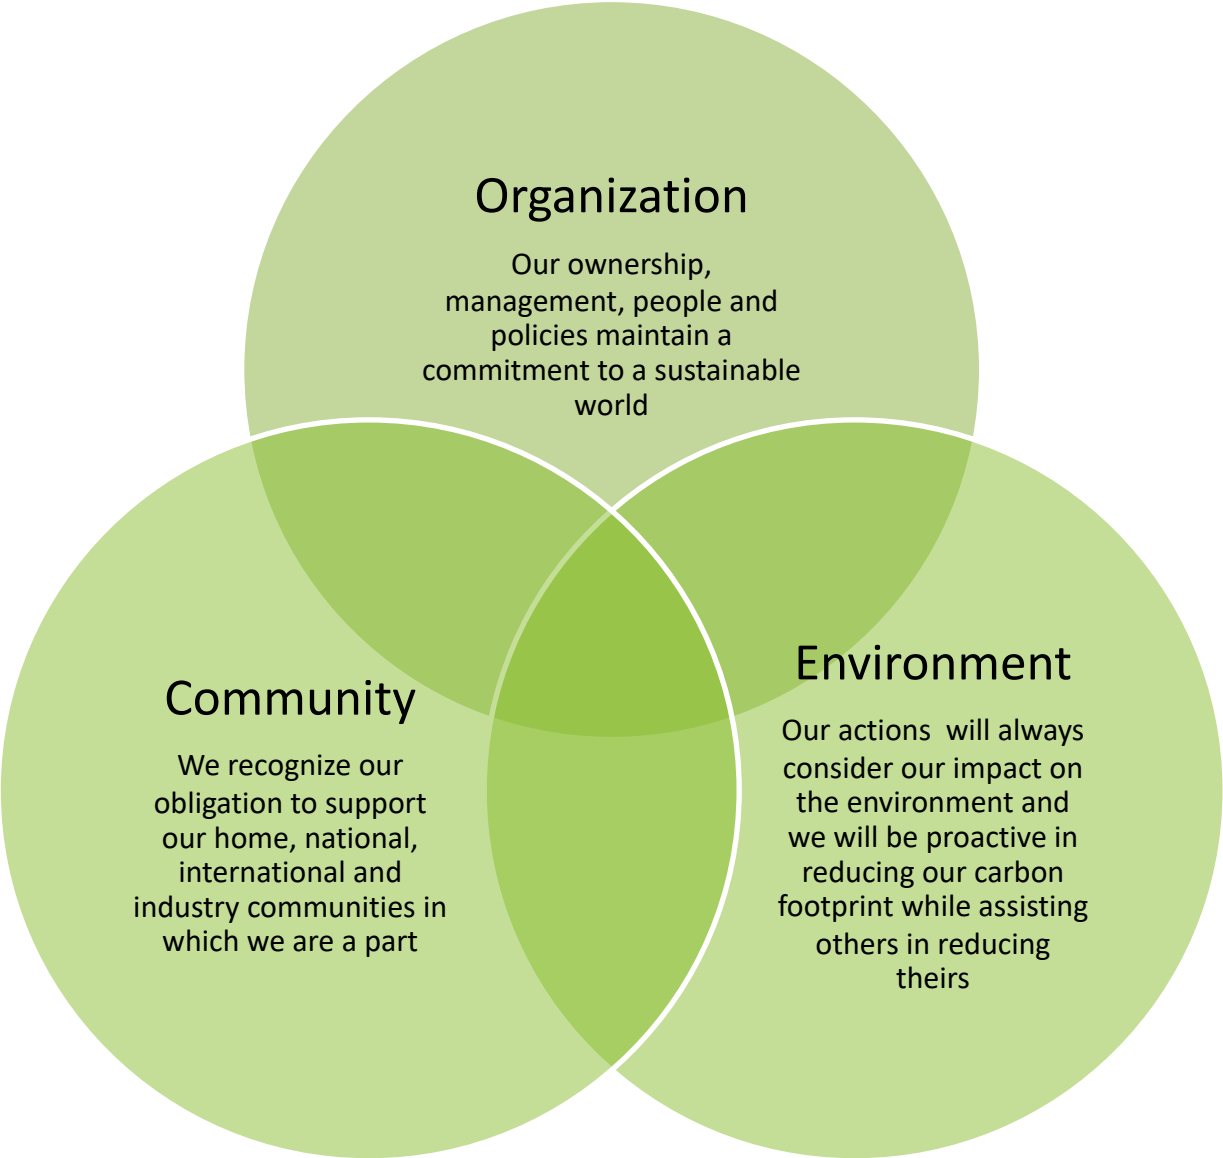 Organization
Our ownership,
management, people and
policies maintain a
commitment to a sustainable
world
Community
We recognize our
obligation to support
our home, national,
international and
industry communities in
which we are a part
Environment
Our actions  will always
consider our impact on
the environment and
we will be proactive in
reducing our carbon
footprint while assisting
others in reducing
theirs